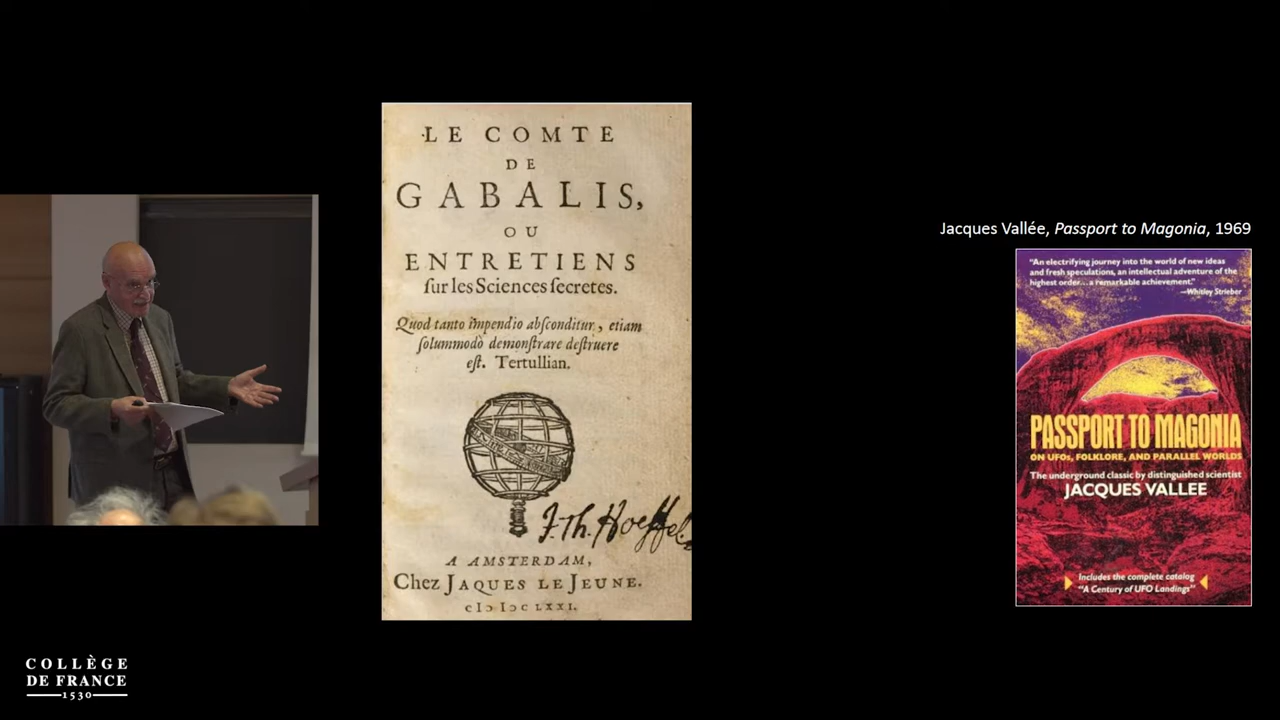 LE COMTE
DE
GABALIS,
OU
ENTRETIENS
ſur les Sciences ſecretes.
Quod tanto impendio abſconditur, etiam
ſolummodò demonſtrare deſtruere
eſt. Tertullian.
J. Th. Hoeffel.
A AMSTERDAM,
Chez JAQUES LE JEUNE.
cIↃ IↃc LXXI.
Jacques Vallée, Passport to Magonia, 1969
"An electrifying journey into the world of new ideas
and fresh speculations, an intellectual adventure of the
highest order...a remarkable achievement."
—Whitley Strieber
PASSPORT TO MAGONIA
ON UFOs, FOLKLORE, AND PARALLEL WORLDS
The underground classic by distinguished scientist
JACQUES VALLEE
Includes the complete catalog
"A Century of UFO Landings"
COLLÈGE
DE FRANCE
1530